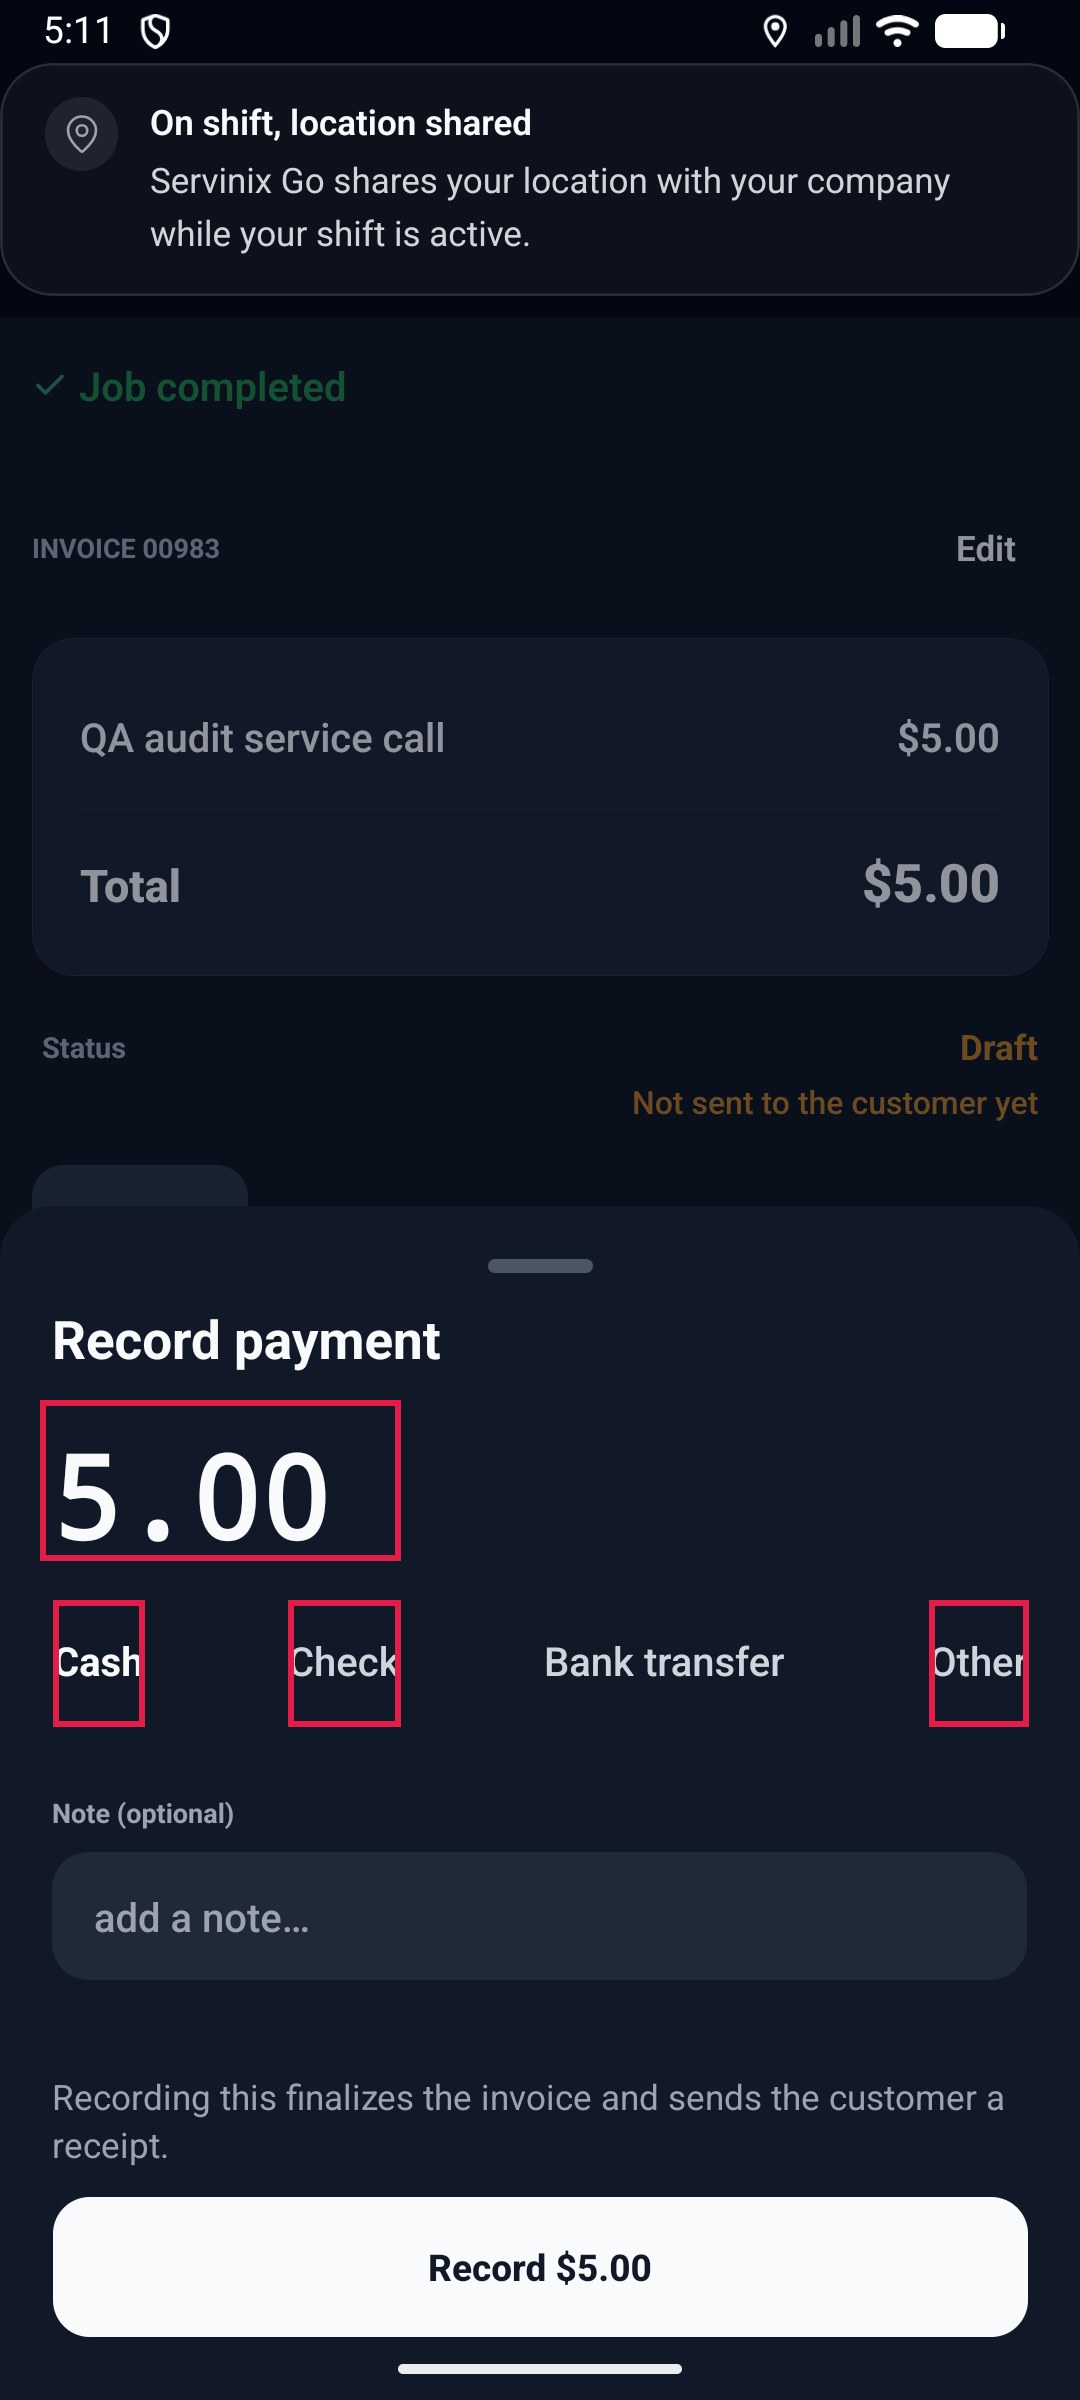 5:11
On shift, location shared
Servinix Go shares your location with your company
while your shift is active.
Job completed
INVOICE 00983
Edit
QA audit service call
$5.00
Total
$5.00
Status
Draft
Not sent to the customer yet
Record payment
5.00
Cash
Check
Bank transfer
Other
Note (optional)
add a note…
Recording this finalizes the invoice and sends the customer a
receipt.
Record $5.00